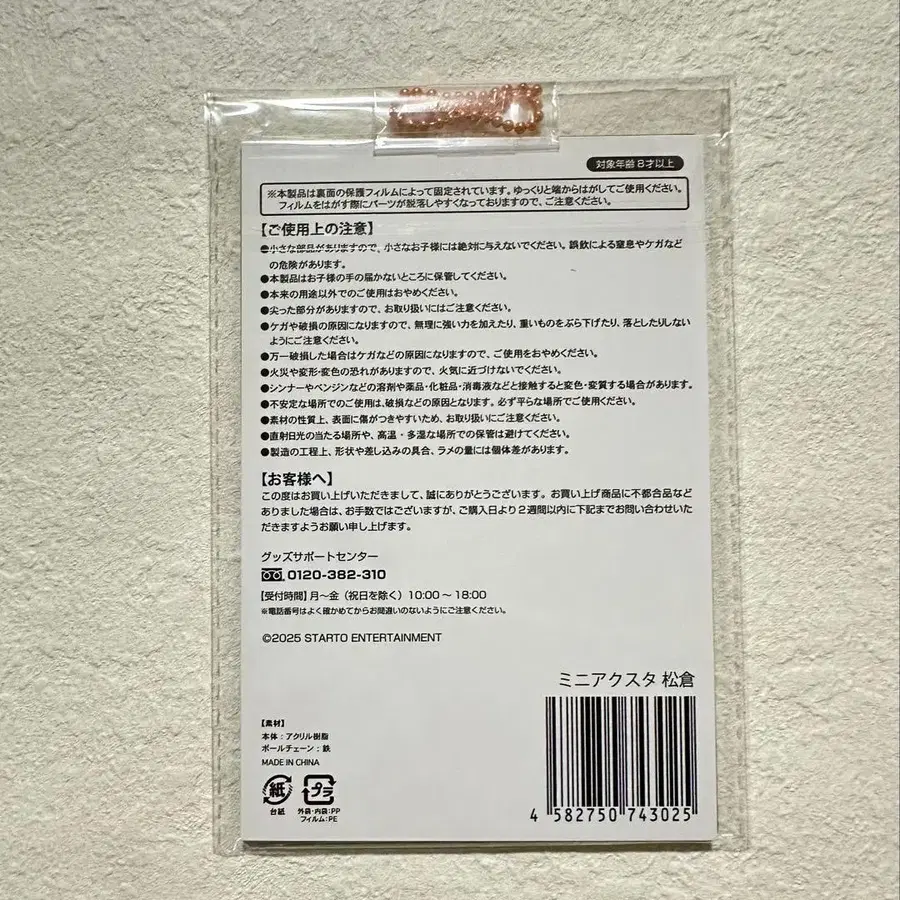 対象年齢8才以上
※本製品は裏面の保護フィルムによって固定されています。ゆっくりと端からはがしてご使用ください。
フィルムをはがす際にパーツが脱落しやすくなっておりますので、ご注意ください。
【ご使用上の注意】
●小さな部品がありますので、小さなお子様には絶対に与えないでください。誤飲による窒息やケガなど
の危険があります。
●本製品はお子様の手の届かないところに保管してください。
●本来の用途以外でのご使用はおやめください。
●尖った部分がありますので、お取り扱いにはご注意ください。
●ケガや破損の原因になりますので、無理に強い力を加えたり、重いものをぶら下げたり、落としたりしない
ようにご注意ください。
●万一破損した場合はケガなどの原因になりますので、ご使用をおやめください。
●火災や変形・変色の恐れがありますので、火気に近づけないでください。
●シンナーやベンジンなどの溶剤や薬品・化粧品・消毒液などと接触すると変色・変質する場合があります。
●不安定な場所でのご使用は、破損などの原因となります。必ず平らな場所でご使用ください。
●素材の性質上、表面に傷がつきやすいため、お取り扱いにご注意ください。
●直射日光の当たる場所や、高温・多湿な場所での保管は避けてください。
●製造の工程上、形状や差し込みの具合、ラメの量には個体差があります。
【お客様へ】
この度はお買い上げいただきまして、誠にありがとうございます。お買い上げ商品に不都合品など
ありました場合は、お手数ではございますが、ご購入日より2週間以内に下記までお問い合わせいた
だきますようお願い申し上げます。
グッズサポートセンター
0120-382-310
【受付時間】月〜金（祝日を除く）10:00〜18:00
※電話番号はよく確かめてからお間違いのないようにご注意ください。
©2025 STARTO ENTERTAINMENT
ミニアクスタ 松倉
【素材】
本体：アクリル樹脂
ボールチェーン：鉄
MADE IN CHINA
紙
台紙
プラ
外袋・内袋:PP
フィルム:PE
4 582750 743025